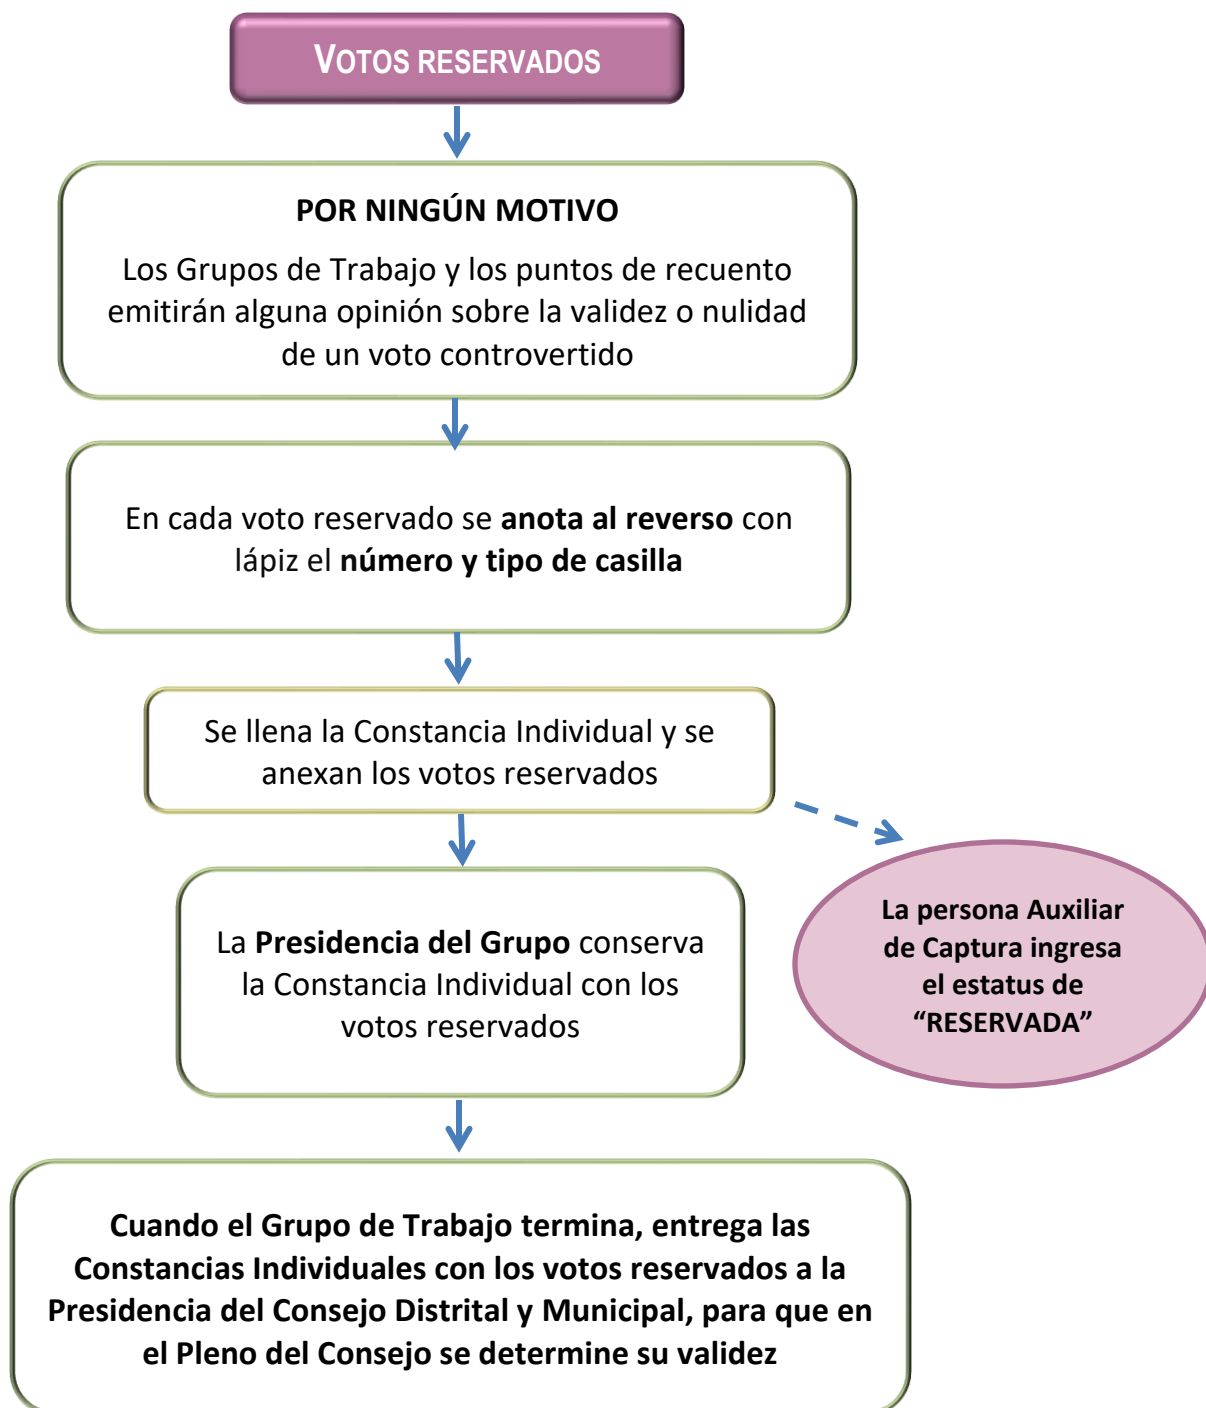 VOTOS RESERVADOS
POR NINGÚN MOTIVO
Los Grupos de Trabajo y los puntos de recuento
emitirán alguna opinión sobre la validez o nulidad
de un voto controvertido
En cada voto reservado se anota al reverso con
lápiz el número y tipo de casilla
Se llena la Constancia Individual y se
anexan los votos reservados
La persona Auxiliar
de Captura ingresa
el estatus de
“RESERVADA”
La Presidencia del Grupo conserva
la Constancia Individual con los
votos reservados
Cuando el Grupo de Trabajo termina, entrega las
Constancias Individuales con los votos reservados a la
Presidencia del Consejo Distrital y Municipal, para que en
el Pleno del Consejo se determine su validez